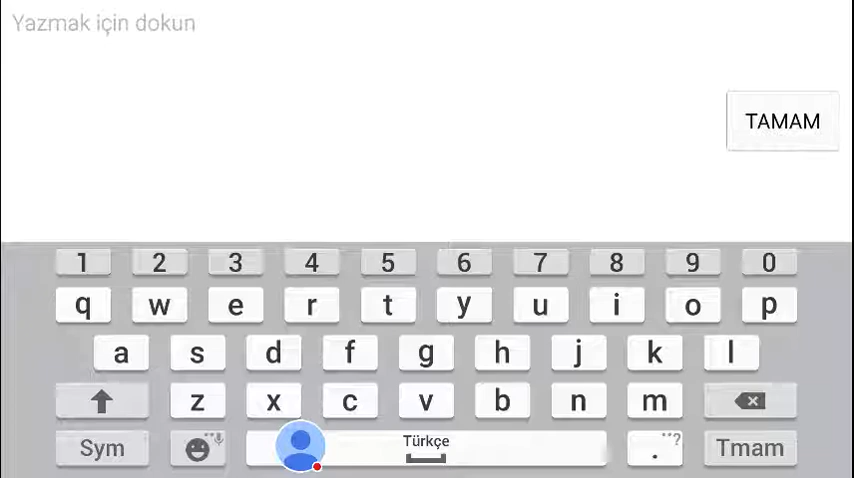 Yazmak için dokun
TAMAM
1 2 3 4 5 6 7 8 9 0
q w e r t y u i o p
a s d f g h j k l
z x c v b n m
Sym Türkçe . ? Tmam